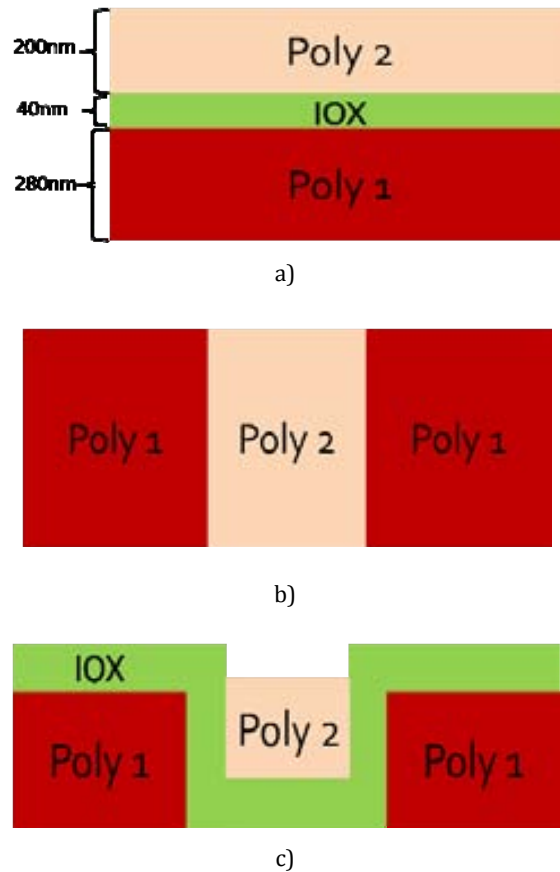 200nm
Poly 2
40nm
IOX
280nm
Poly 1
a)
Poly 1 Poly 2 Poly 1
b)
IOX
Poly 1 Poly 2 Poly 1
c)